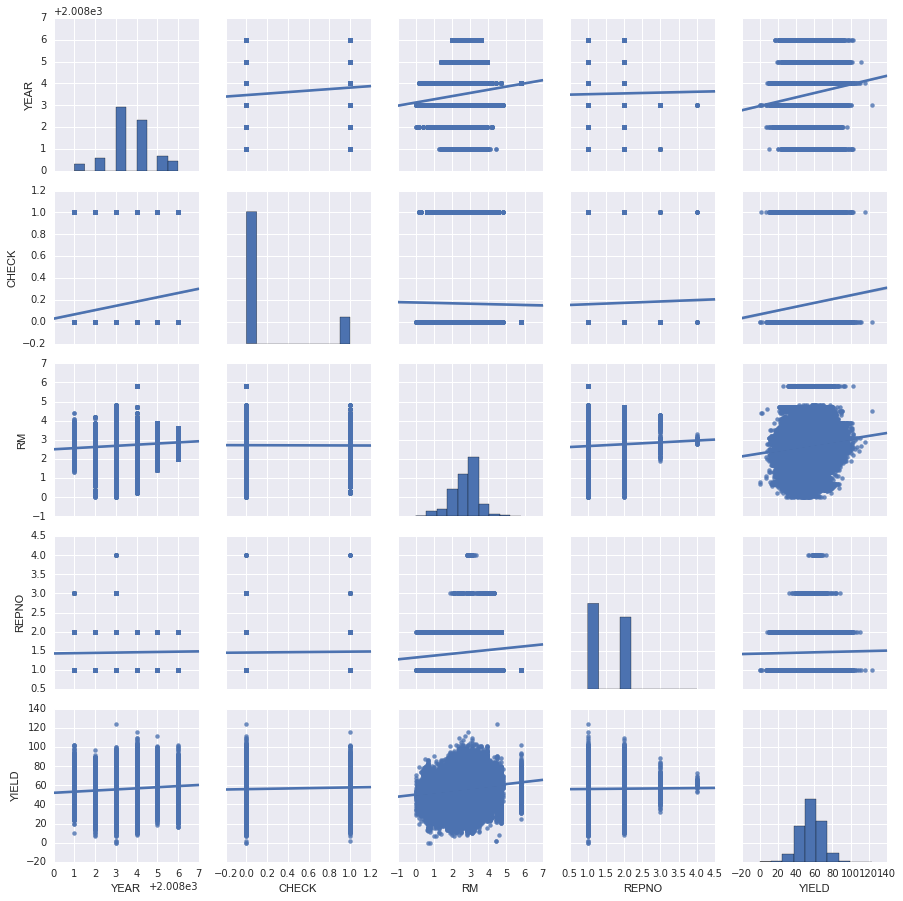 +2.008e3
7
6
5
4
3
2
1
0
YEAR
1.2
1.0
0.8
0.6
0.4
0.2
0.0
−0.2
CHECK
7
6
5
4
3
2
1
0
−1
RM
4.5
4.0
3.5
3.0
2.5
2.0
1.5
1.0
0.5
REPNO
140
120
100
80
60
40
20
0
−20
YIELD
0 1 2 3 4 5 6 7
YEAR +2.008e3
−0.2 0.0 0.2 0.4 0.6 0.8 1.0 1.2
CHECK
−1 0 1 2 3 4 5 6 7
RM
0.5 1.0 1.5 2.0 2.5 3.0 3.5 4.0 4.5
REPNO
−20 0 20 40 60 80 100 120 140
YIELD